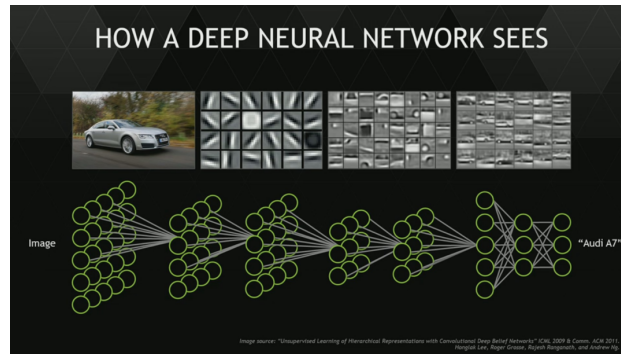 HOW A DEEP NEURAL NETWORK SEES
Image
“Audi A7”
Image source: “Unsupervised Learning of Hierarchical Representations with Convolutional Deep Belief Networks” ICML 2009 & Comm. ACM 2011.
Honglak Lee, Roger Grosse, Rajesh Ranganath, and Andrew Ng.